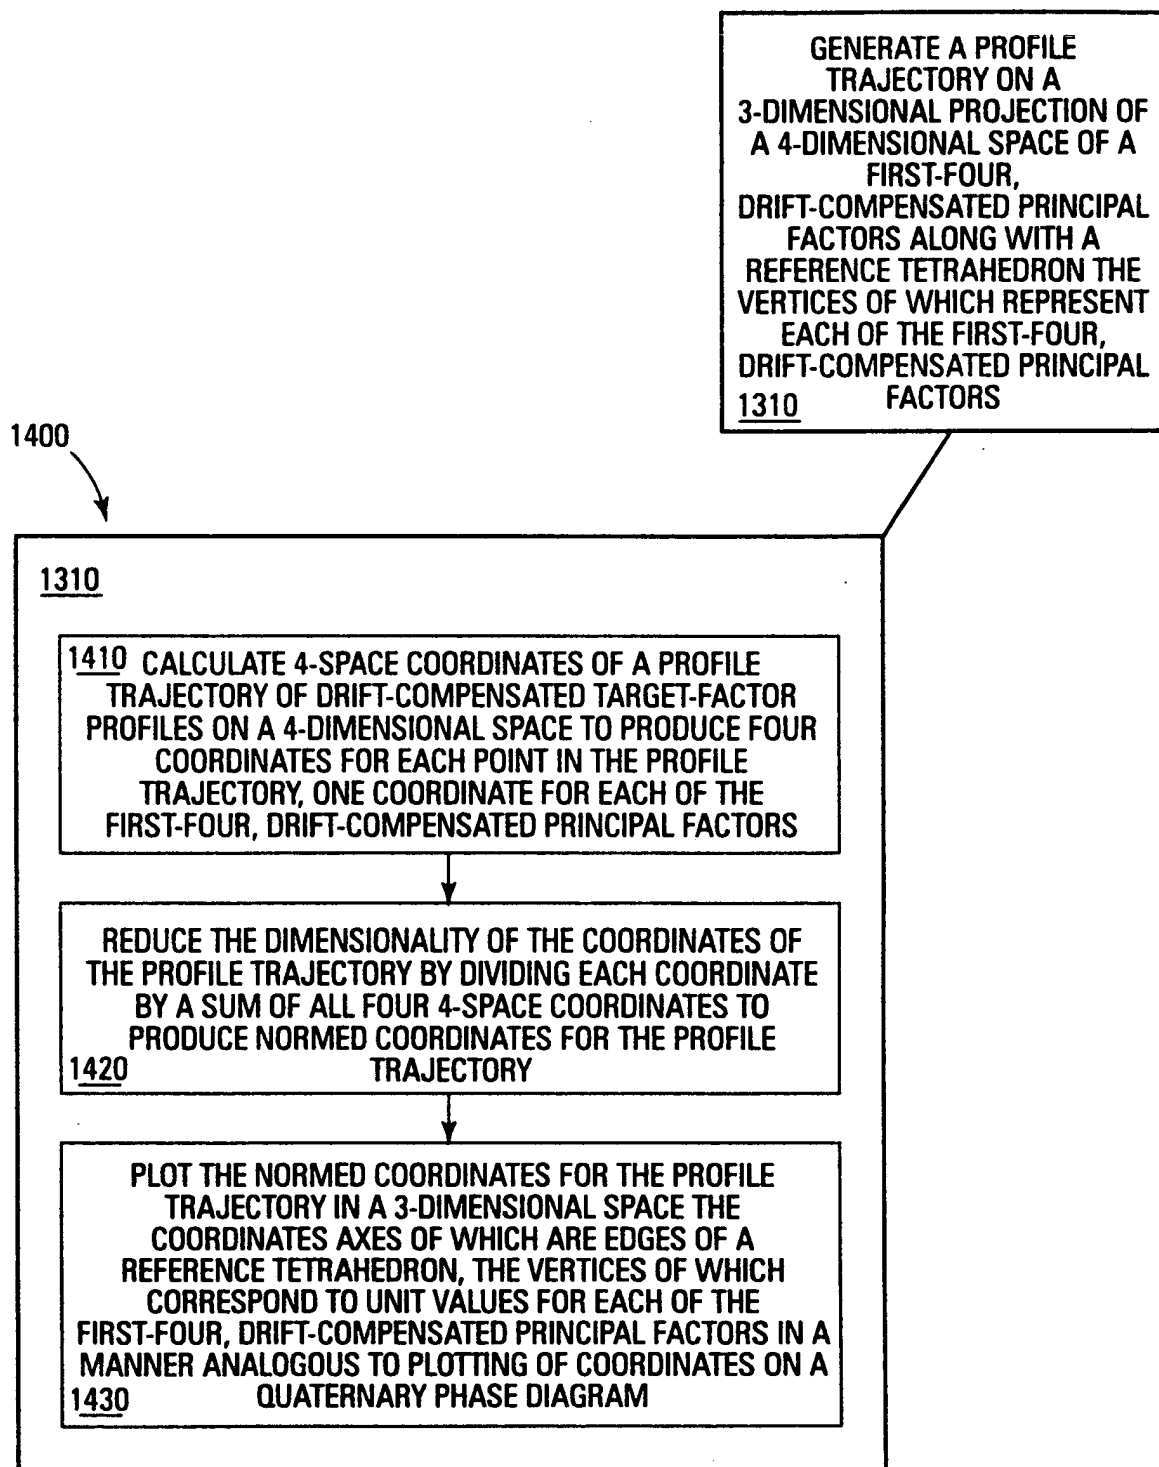 GENERATE A PROFILE
TRAJECTORY ON A
3-DIMENSIONAL PROJECTION OF
A 4-DIMENSIONAL SPACE OF A
FIRST-FOUR,
DRIFT-COMPENSATED PRINCIPAL
FACTORS ALONG WITH A
REFERENCE TETRAHEDRON THE
VERTICES OF WHICH REPRESENT
EACH OF THE FIRST-FOUR,
DRIFT-COMPENSATED PRINCIPAL
1310 FACTORS
1400
1310
1410 CALCULATE 4-SPACE COORDINATES OF A PROFILE
TRAJECTORY OF DRIFT-COMPENSATED TARGET-FACTOR
PROFILES ON A 4-DIMENSIONAL SPACE TO PRODUCE FOUR
COORDINATES FOR EACH POINT IN THE PROFILE
TRAJECTORY, ONE COORDINATE FOR EACH OF THE
FIRST-FOUR, DRIFT-COMPENSATED PRINCIPAL FACTORS
REDUCE THE DIMENSIONALITY OF THE COORDINATES OF
THE PROFILE TRAJECTORY BY DIVIDING EACH COORDINATE
BY A SUM OF ALL FOUR 4-SPACE COORDINATES TO
PRODUCE NORMED COORDINATES FOR THE PROFILE
1420 TRAJECTORY
PLOT THE NORMED COORDINATES FOR THE PROFILE
TRAJECTORY IN A 3-DIMENSIONAL SPACE THE
COORDINATES AXES OF WHICH ARE EDGES OF A
REFERENCE TETRAHEDRON, THE VERTICES OF WHICH
CORRESPOND TO UNIT VALUES FOR EACH OF THE
FIRST-FOUR, DRIFT-COMPENSATED PRINCIPAL FACTORS IN A
MANNER ANALOGOUS TO PLOTTING OF COORDINATES ON A
1430 QUATERNARY PHASE DIAGRAM